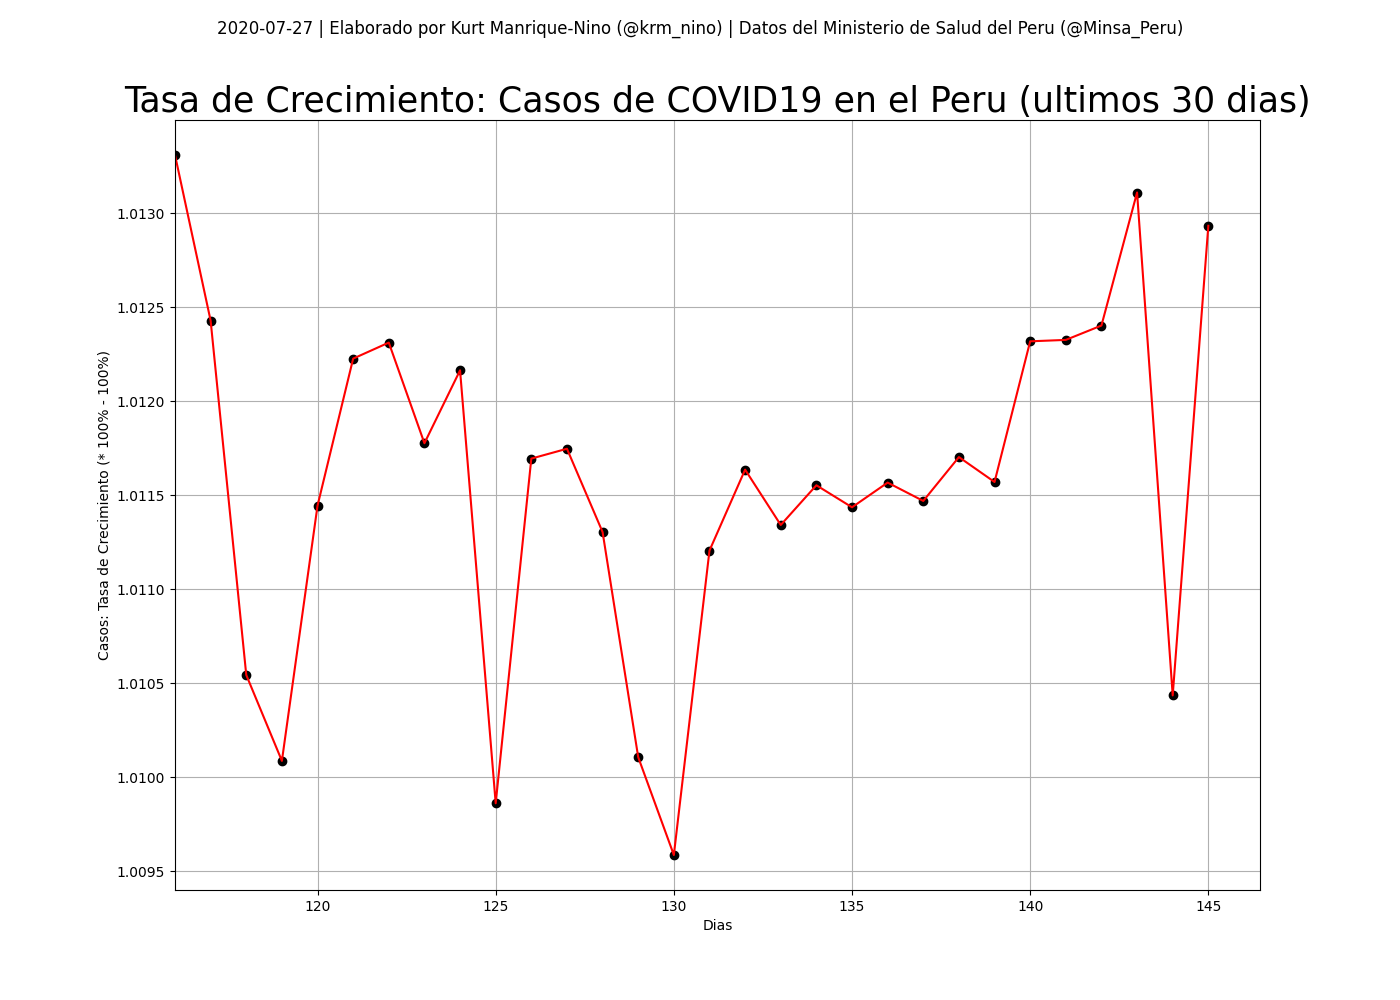 2020-07-27 | Elaborado por Kurt Manrique-Nino (@krm_nino) | Datos del Ministerio de Salud del Peru (@Minsa_Peru)
Tasa de Crecimiento: Casos de COVID19 en el Peru (ultimos 30 dias)
Casos: Tasa de Crecimiento (* 100% - 100%)
1.0130
1.0125
1.0120
1.0115
1.0110
1.0105
1.0100
1.0095
120 125 130 135 140 145
Dias